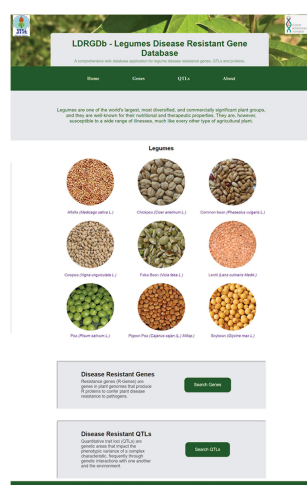 LDRGDb - Legumes Disease Resistant Gene
Database
A comprehensive web database application for legume disease resistance genes, QTLs and proteins.
Home Genes QTLs About
Legumes are one of the world's largest, most diversified, and commercially significant plant groups,
and they are well-known for their nutritional and therapeutic properties. They are, however,
susceptible to a wide range of illnesses, much like every other type of agricultural plant.
Legumes
Alfalfa (Medicago sativa L.) Chickpea (Cicer arietinum L.) Common bean (Phaseolus vulgaris L.)
Cowpea (Vigna unguiculata L.) Faba Bean (Vicia faba L.) Lentil (Lens culinaris Medik.)
Pea (Pisum sativum L.) Pigeon Pea (Cajanus cajan (L.) Millsp.) Soybean (Glycine max L.)
Disease Resistant Genes
Resistance genes (R-Genes) are
genes in plant genomes that produce
R proteins to confer plant disease
resistance to pathogens.
Search Genes
Disease Resistant QTLs
Quantitative trait loci (QTLs) are
genetic areas that impact the
phenotypic variance of a complex
characteristic, frequently through
genetic interactions with one another
and the environment.
Search QTLs